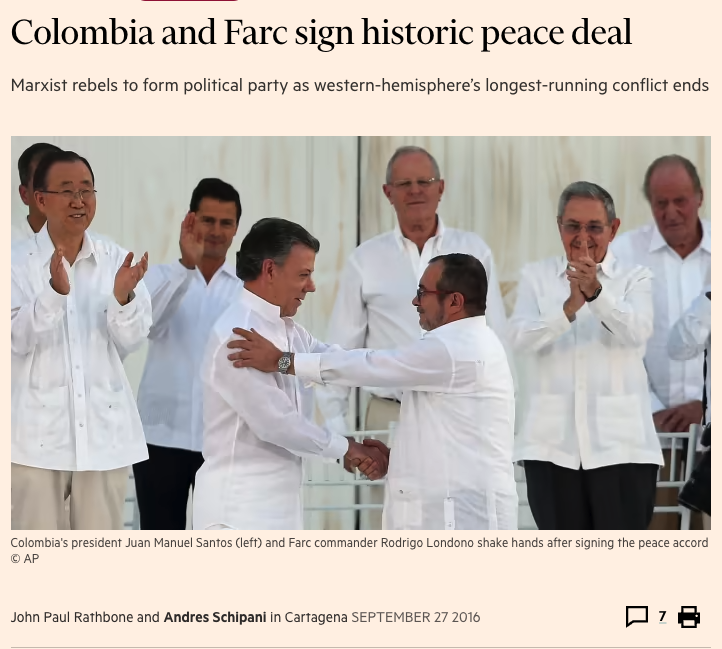 Colombia and Farc sign historic peace deal
Marxist rebels to form political party as western-hemisphere's longest-running conflict ends
Colombia's president Juan Manuel Santos (left) and Farc commander Rodrigo Londono shake hands after signing the peace accord
© AP
John Paul Rathbone and Andres Schipani in Cartagena SEPTEMBER 27 2016
7